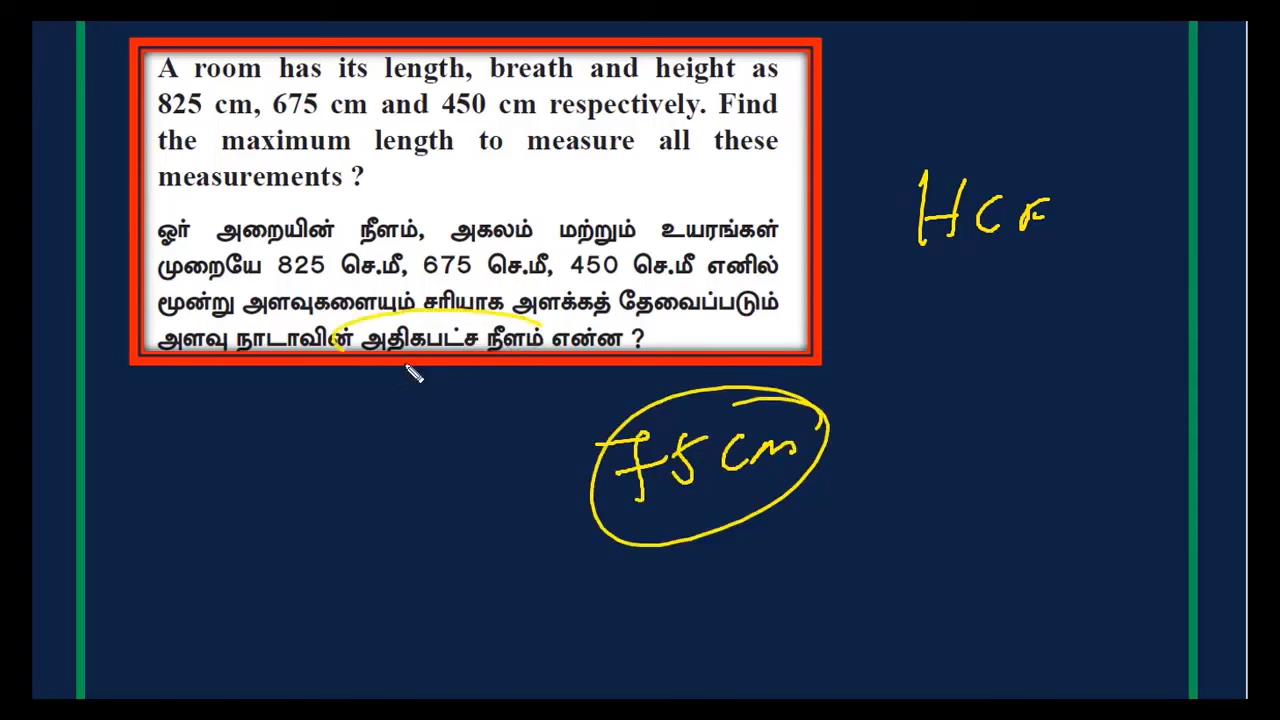 A room has its length, breath and height as
825 cm, 675 cm and 450 cm respectively. Find
the maximum length to measure all these
measurements ?
ஓர் அறையின் நீளம், அகலம் மற்றும் உயரங்கள்
முறையே 825 செ.மீ, 675 செ.மீ, 450 செ.மீ எனில்
மூன்று அளவுகளையும் சரியாக அளக்கத் தேவைப்படும்
அளவு நாடாவின் அதிகபட்ச நீளம் என்ன ?
HCF
75 cm